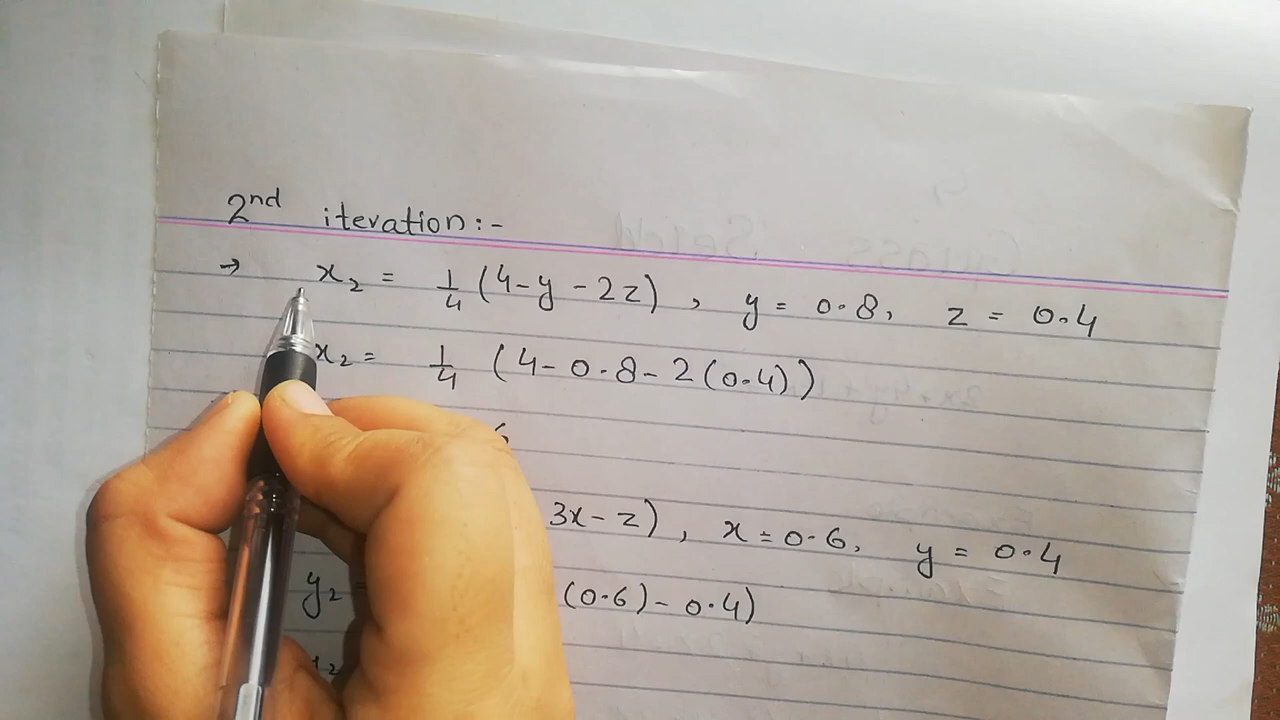 2nd iteration:-
→ x2 = 1/4 (4-y-2z), y = 0.8, z = 0.4
x2 = 1/4 (4-0.8-2(0.4))
6
3x-z), x=0.6, y = 0.4
y2 = (0.6)-0.4)